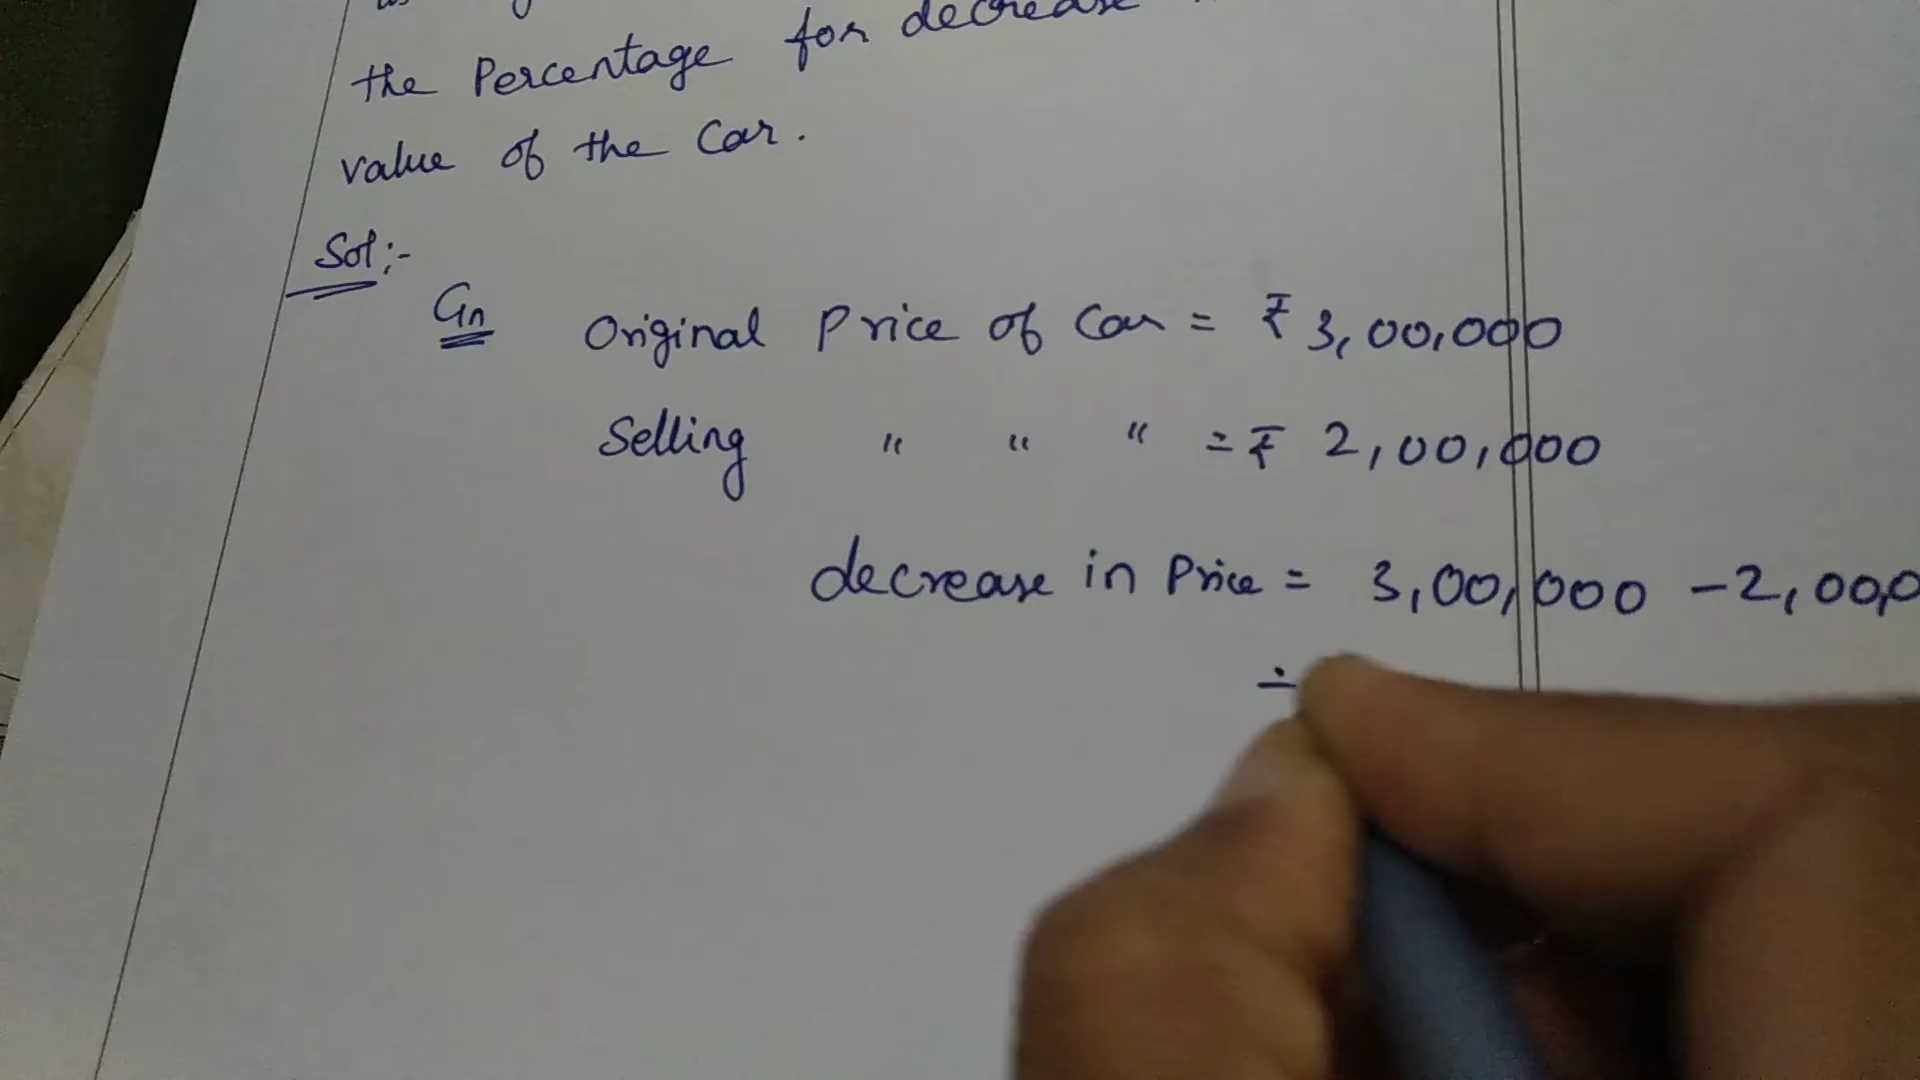 the Percentage for decrease
value of the Car.
Sol:-
Gn Original Price of Car = ₹ 3,00,000
Selling " " " = ₹ 2,00,000
decrease in Price = 3,00,000 - 2,00,0
=